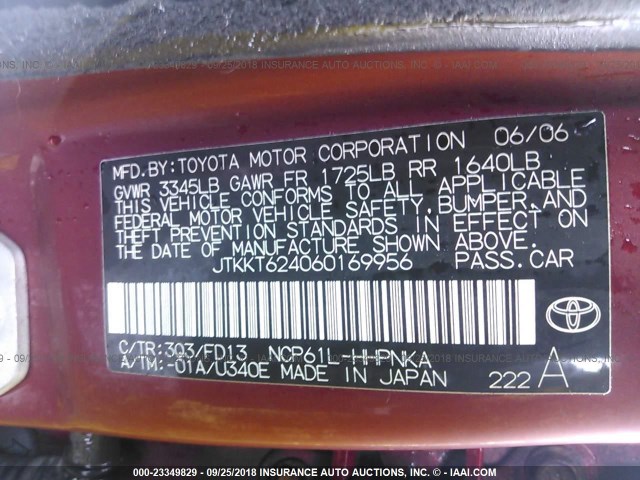 MFD. BY: TOYOTA MOTOR CORPORATION 06/06
GVWR 3345LB GAWR FR 1725LB RR 1640LB
THIS VEHICLE CONFORMS TO ALL APPLICABLE
FEDERAL MOTOR VEHICLE SAFETY, BUMPER, AND
THEFT PREVENTION STANDARDS IN EFFECT ON
THE DATE OF MANUFACTURE SHOWN ABOVE.
JTKKT624060169956 PASS. CAR
TOYOTA
C/TR: 3Q3/FD13 NCP61L-HHPNKA
A/TM: -01A/U340E MADE IN JAPAN 222 A
000-23349829 - 09/25/2018 INSURANCE AUTO AUCTIONS, INC. © - IAAI.COM